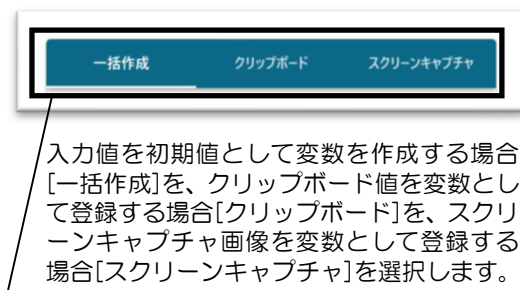 一括作成 クリップボード スクリーンキャプチャ
入力値を初期値として変数を作成する場合
[一括作成]を、クリップボード値を変数とし
て登録する場合[クリップボード]を、スクリ
ーンキャプチャ画像を変数として登録する
場合[スクリーンキャプチャ]を選択します。